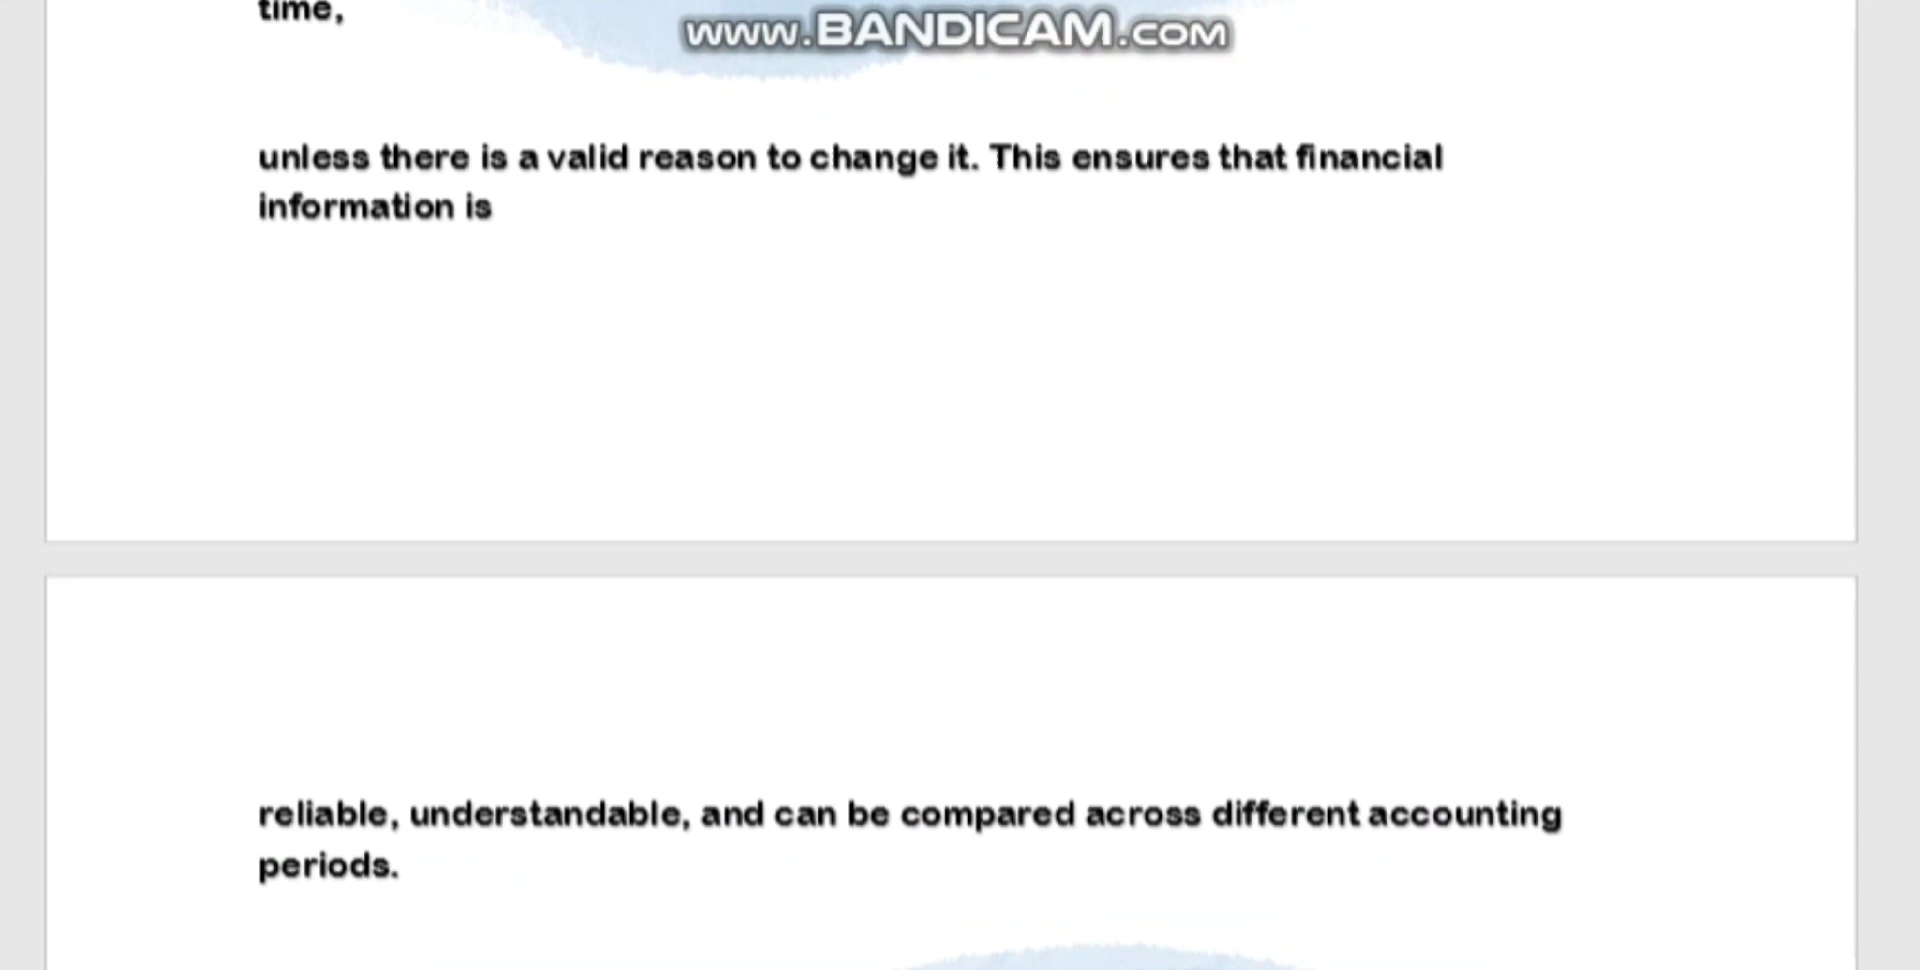 time,
www.BANDICAM.com
unless there is a valid reason to change it. This ensures that financial
information is
reliable, understandable, and can be compared across different accounting
periods.